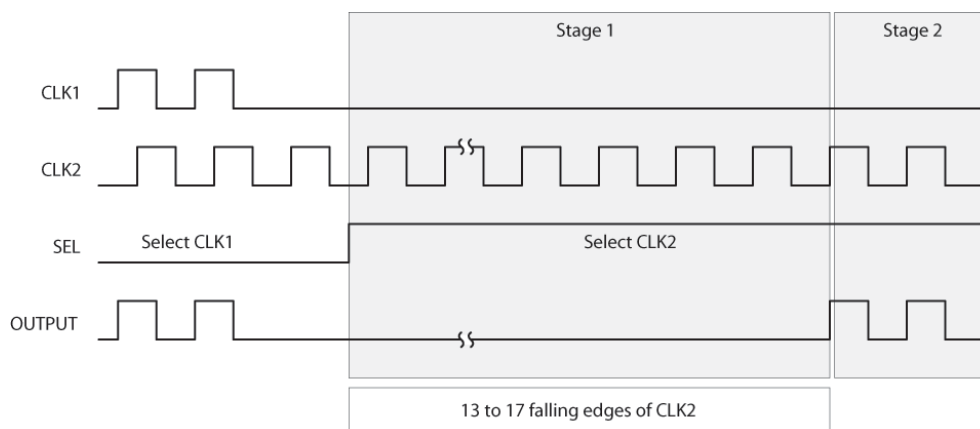 Stage 1
Stage 2
CLK1
CLK2
SEL
Select CLK1
Select CLK2
OUTPUT
13 to 17 falling edges of CLK2